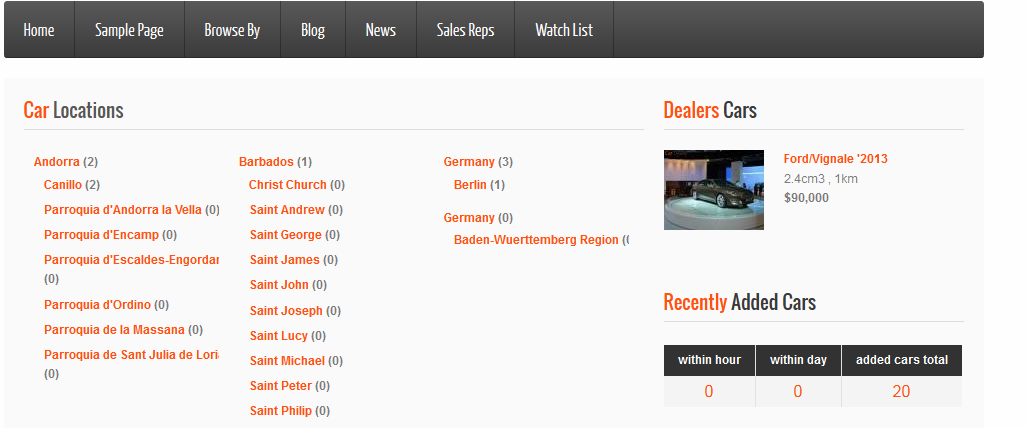 Home Sample Page Browse By Blog News Sales Reps Watch List
Car Locations
Andorra (2)
Canillo (2)
Parroquia d'Andorra la Vella (0)
Parroquia d'Encamp (0)
Parroquia d'Escaldes-Engordan
(0)
Parroquia d'Ordino (0)
Parroquia de la Massana (0)
Parroquia de Sant Julia de Loria
(0)
Barbados (1)
Christ Church (0)
Saint Andrew (0)
Saint George (0)
Saint James (0)
Saint John (0)
Saint Joseph (0)
Saint Lucy (0)
Saint Michael (0)
Saint Peter (0)
Saint Philip (0)
Germany (3)
Berlin (1)
Germany (0)
Baden-Wuerttemberg Region (0
Dealers Cars
Ford/Vignale '2013
2.4cm3 , 1km
$90,000
Recently Added Cars
within hour within day added cars total
0 0 20